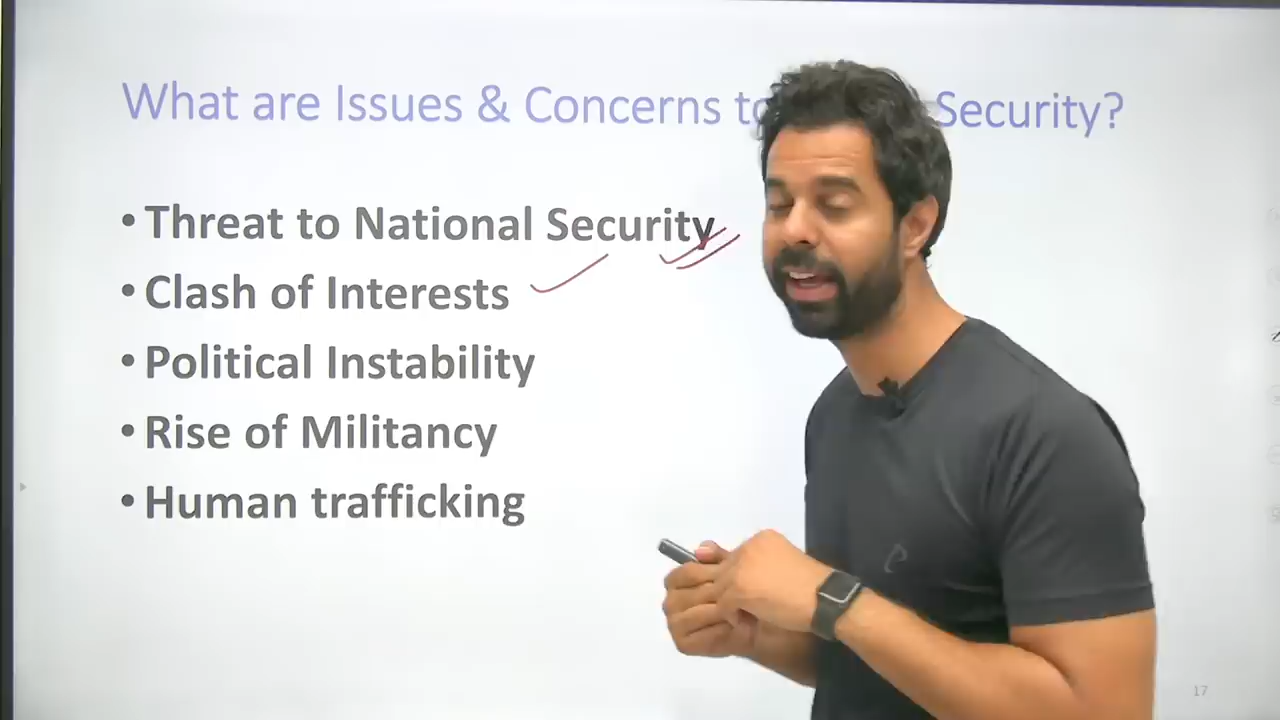 What are Issues & Concerns to Security?
• Threat to National Security
• Clash of Interests
• Political Instability
• Rise of Militancy
• Human trafficking
17